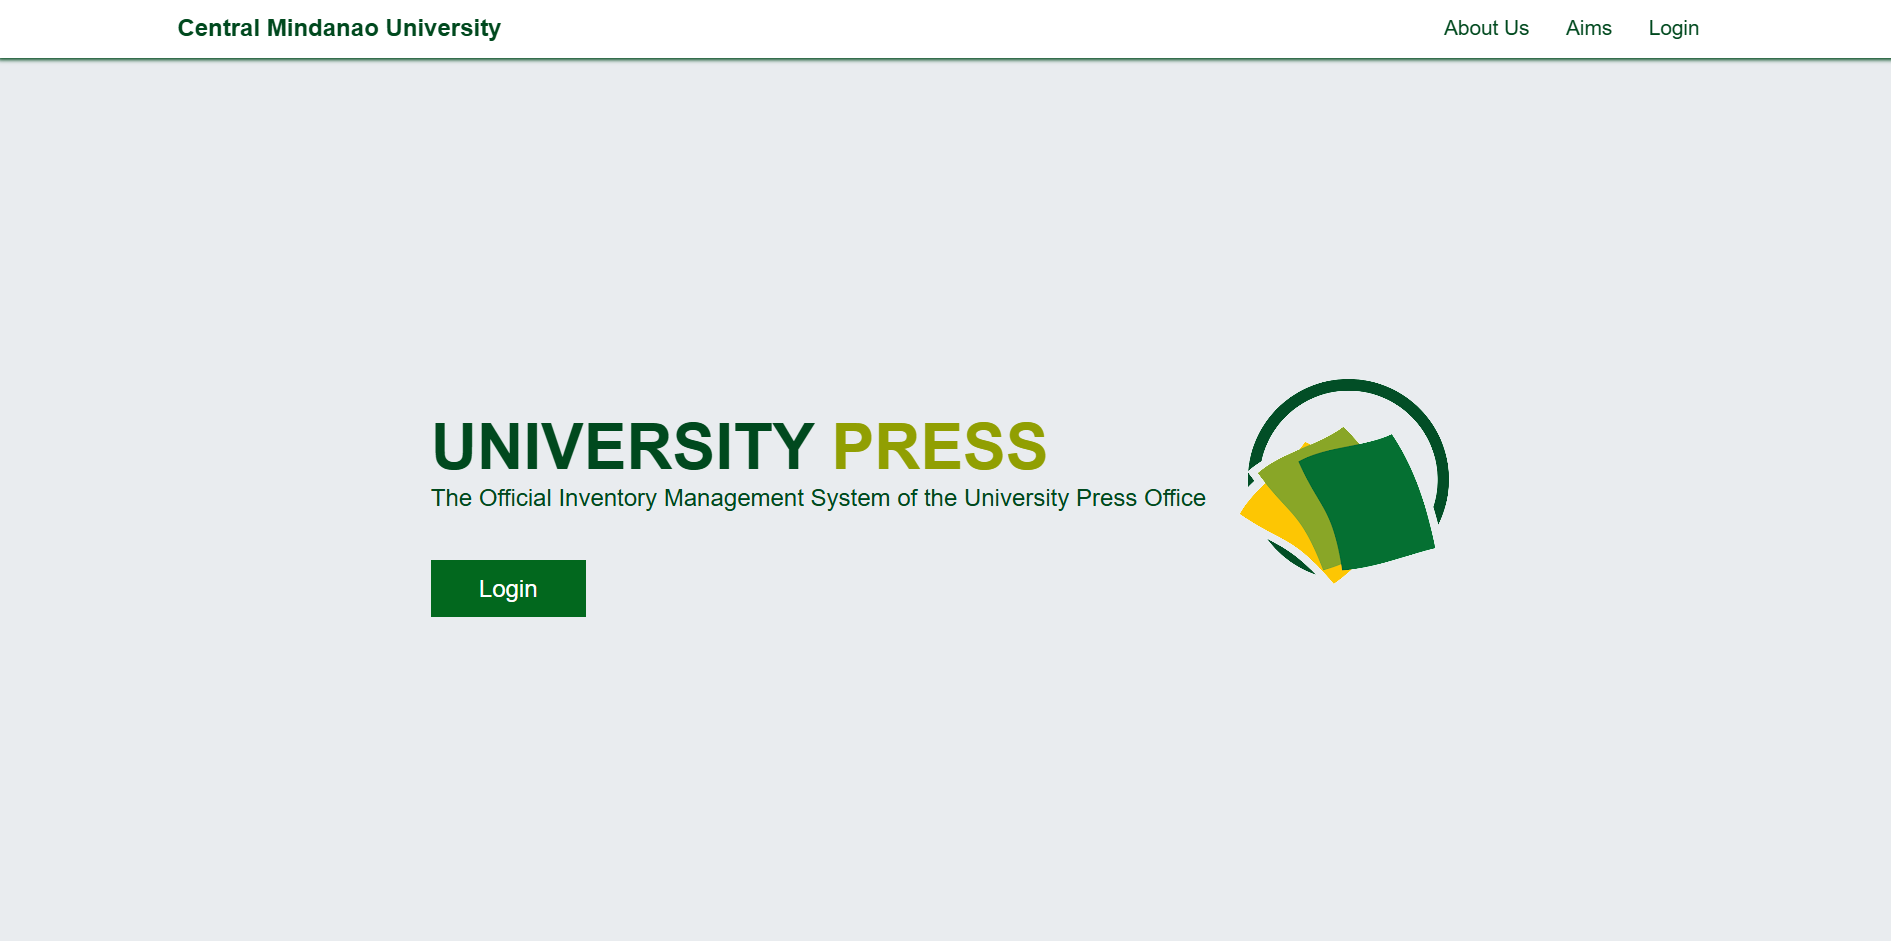 Central Mindanao University
About Us
Aims
Login
UNIVERSITY PRESS
The Official Inventory Management System of the University Press Office
Login